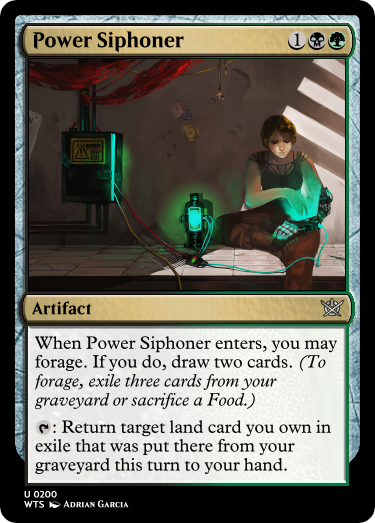 Power Siphoner 1
DANGER
Artifact
When Power Siphoner enters, you may
forage. If you do, draw two cards. (To
forage, exile three cards from your
graveyard or sacrifice a Food.)
: Return target land card you own in
exile that was put there from your
graveyard this turn to your hand.
U 0200
WTS Adrian Garcia